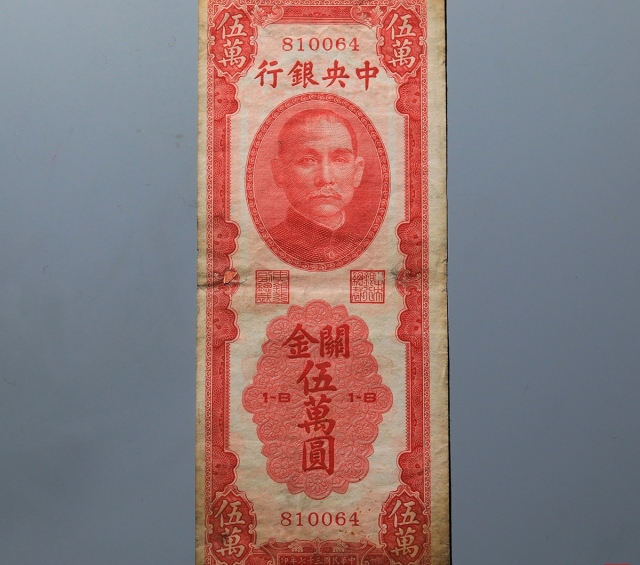 伍萬 伍萬
810064
行銀央中
金關
伍萬圓
1-B 1-B
810064
伍萬 伍萬